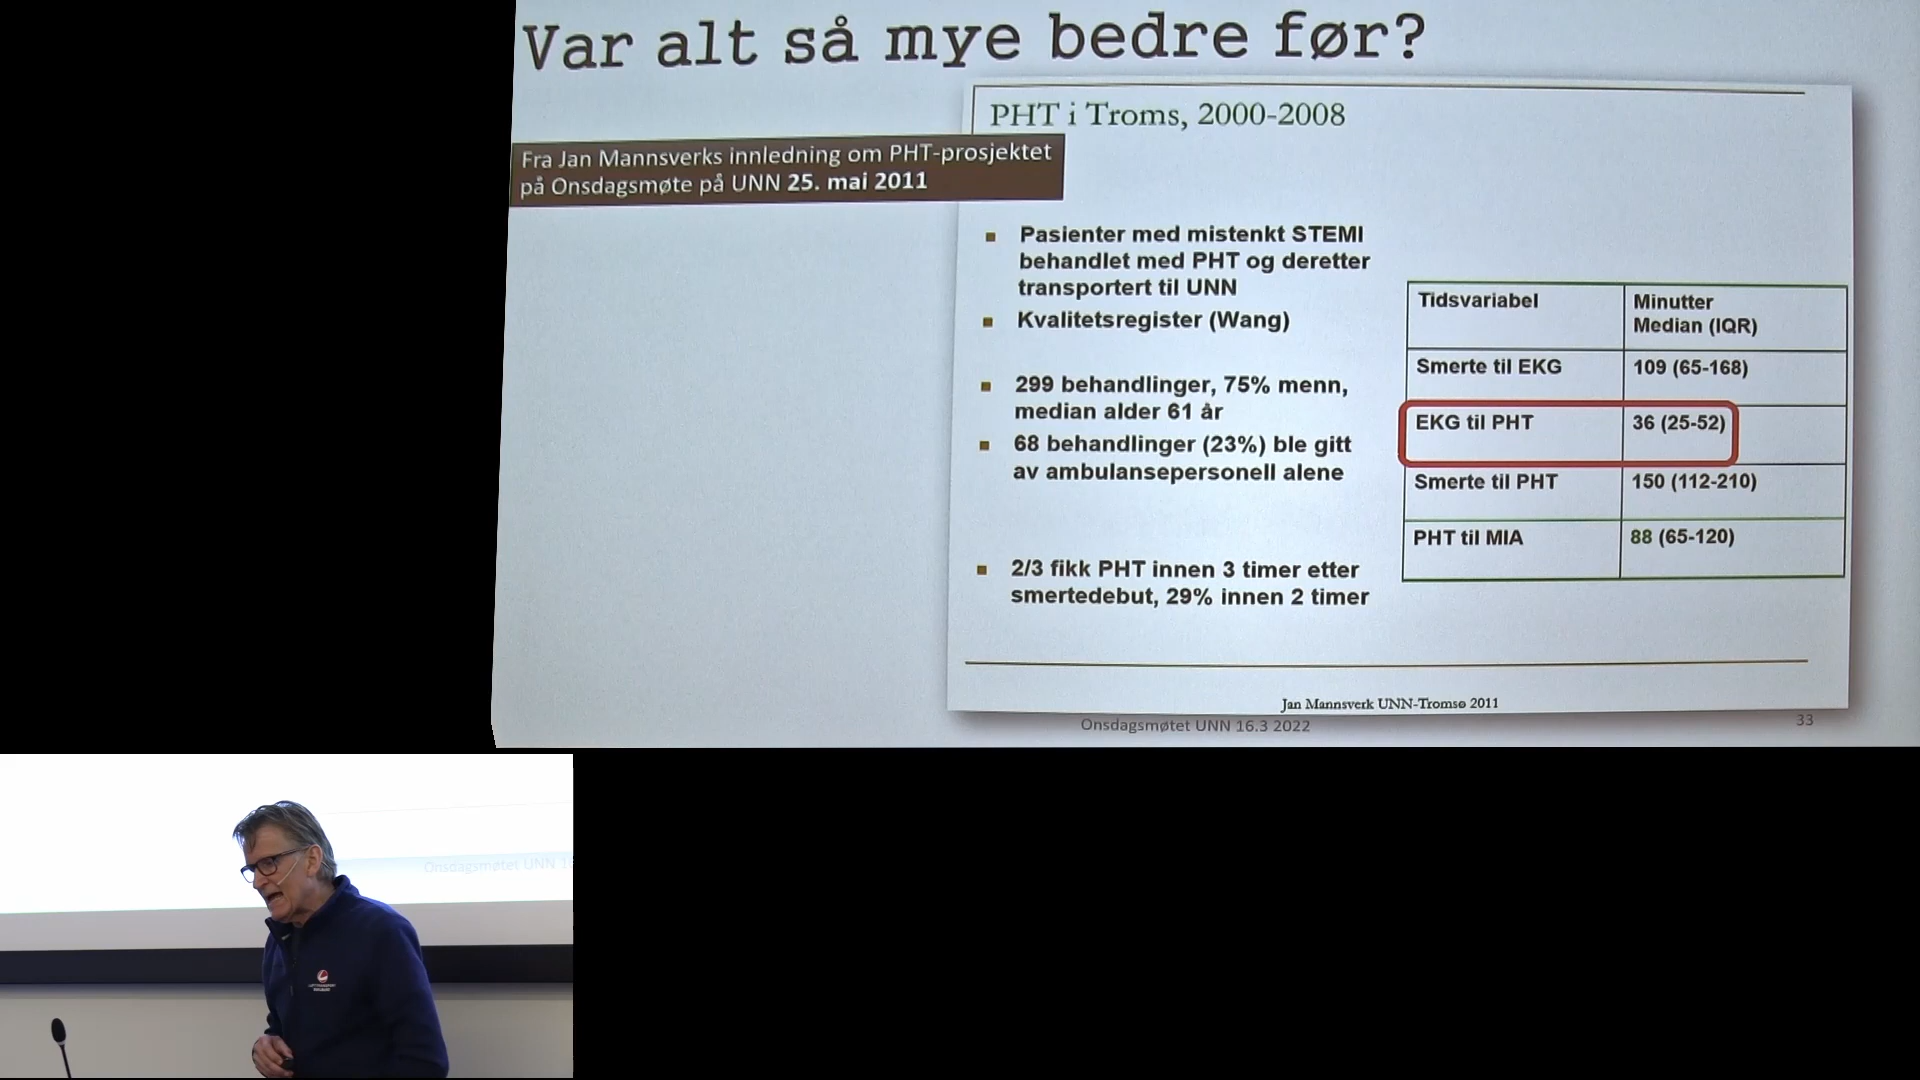 Var alt så mye bedre før?
PHT i Troms, 2000-2008
Fra Jan Mannsverks innledning om PHT-prosjektet
på Onsdagsmøte på UNN 25. mai 2011
Pasienter med mistenkt STEMI
behandlet med PHT og deretter
transportert til UNN
Kvalitetsregister (Wang)
299 behandlinger, 75% menn,
median alder 61 år
68 behandlinger (23%) ble gitt
av ambulansepersonell alene
2/3 fikk PHT innen 3 timer etter
smertedebut, 29% innen 2 timer
Tidsvariabel Minutter
Median (IQR)
Smerte til EKG 109 (65-168)
EKG til PHT 36 (25-52)
Smerte til PHT 150 (112-210)
PHT til MIA 88 (65-120)
Jan Mannsverk UNN-Tromsø 2011
Onsdagsmøtet UNN 16.3 2022
33
Onsdagsmøtet UNN 1